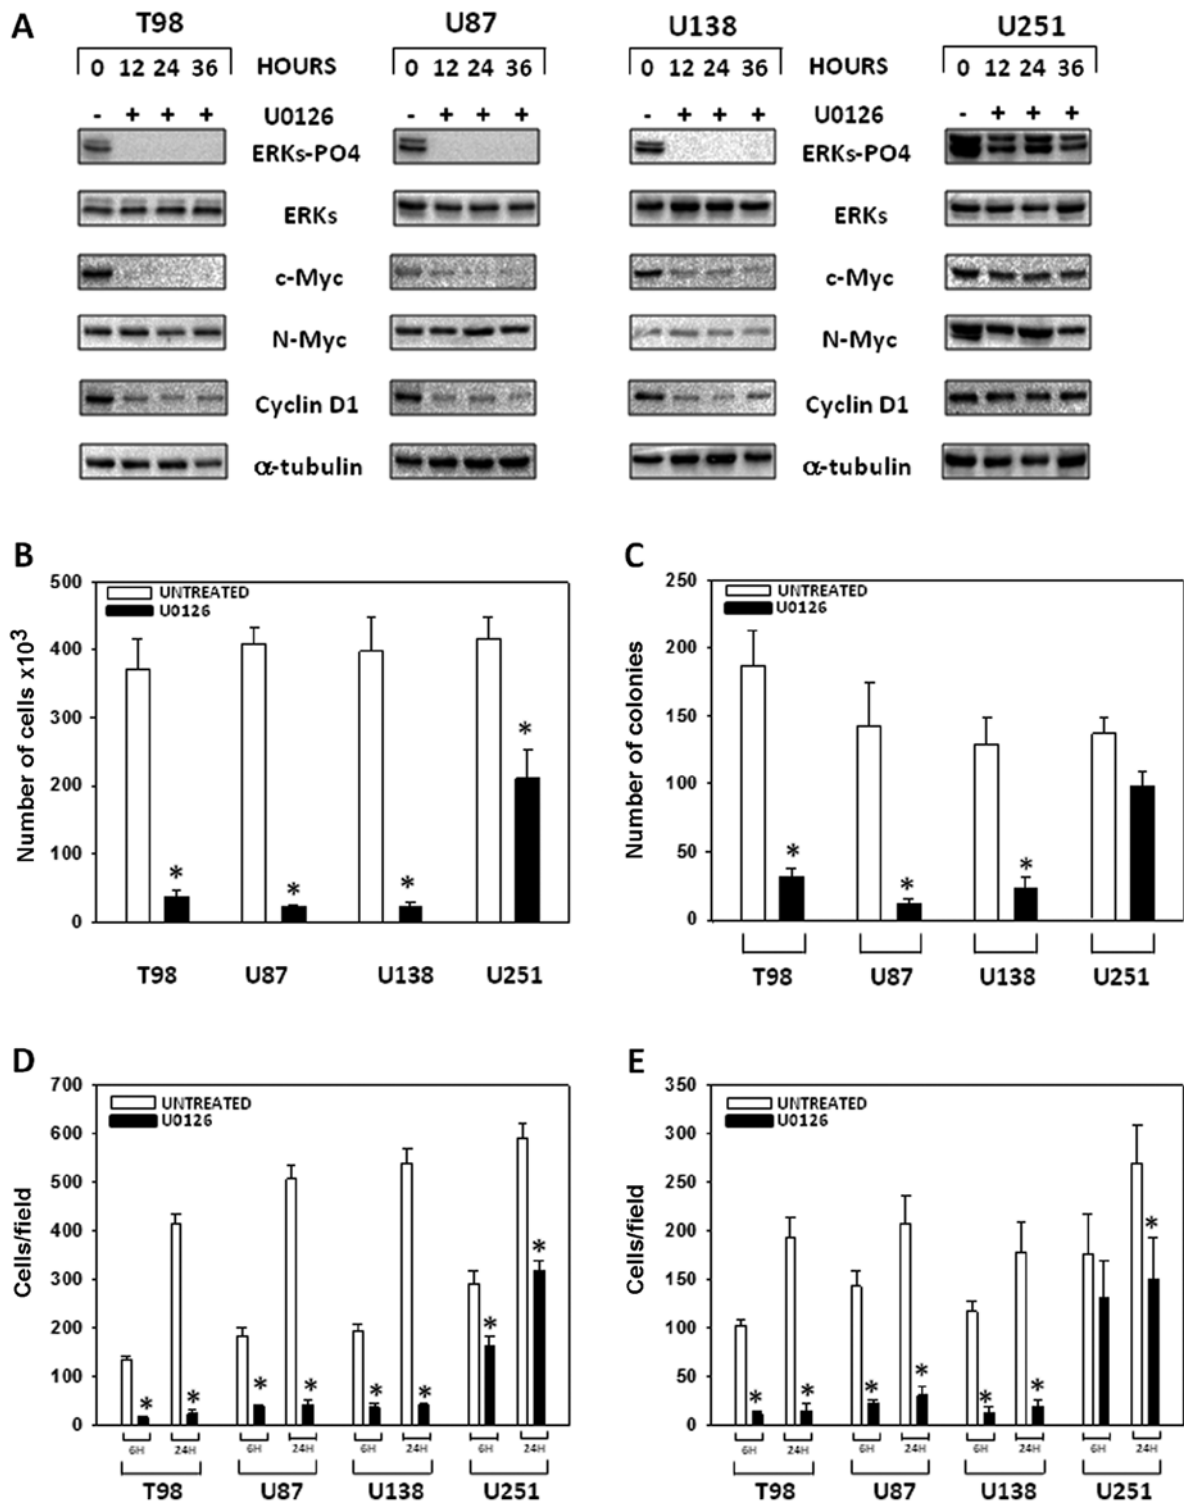 A
T98 U87 U138 U251
0 12 24 36 HOURS 0 12 24 36 0 12 24 36 HOURS 0 12 24 36
- + + + U0126 - + + + - + + + U0126 - + + +
ERKs-PO4 ERKs-PO4
ERKs ERKs
c-Myc c-Myc
N-Myc N-Myc
Cyclin D1 Cyclin D1
α-tubulin α-tubulin
B
500
400
300
200
100
0
Number of cells x10³
UNTREATED
U0126
* * * *
T98 U87 U138 U251
C
250
200
150
100
50
0
Number of colonies
UNTREATED
U0126
* * *
T98 U87 U138 U251
D
700
600
500
400
300
200
100
0
Cells/field
UNTREATED
U0126
* * * * * * * *
6H 24H 6H 24H 6H 24H 6H 24H
T98 U87 U138 U251
E
350
300
250
200
150
100
50
0
Cells/field
UNTREATED
U0126
* * * * * * *
6H 24H 6H 24H 6H 24H 6H 24H
T98 U87 U138 U251